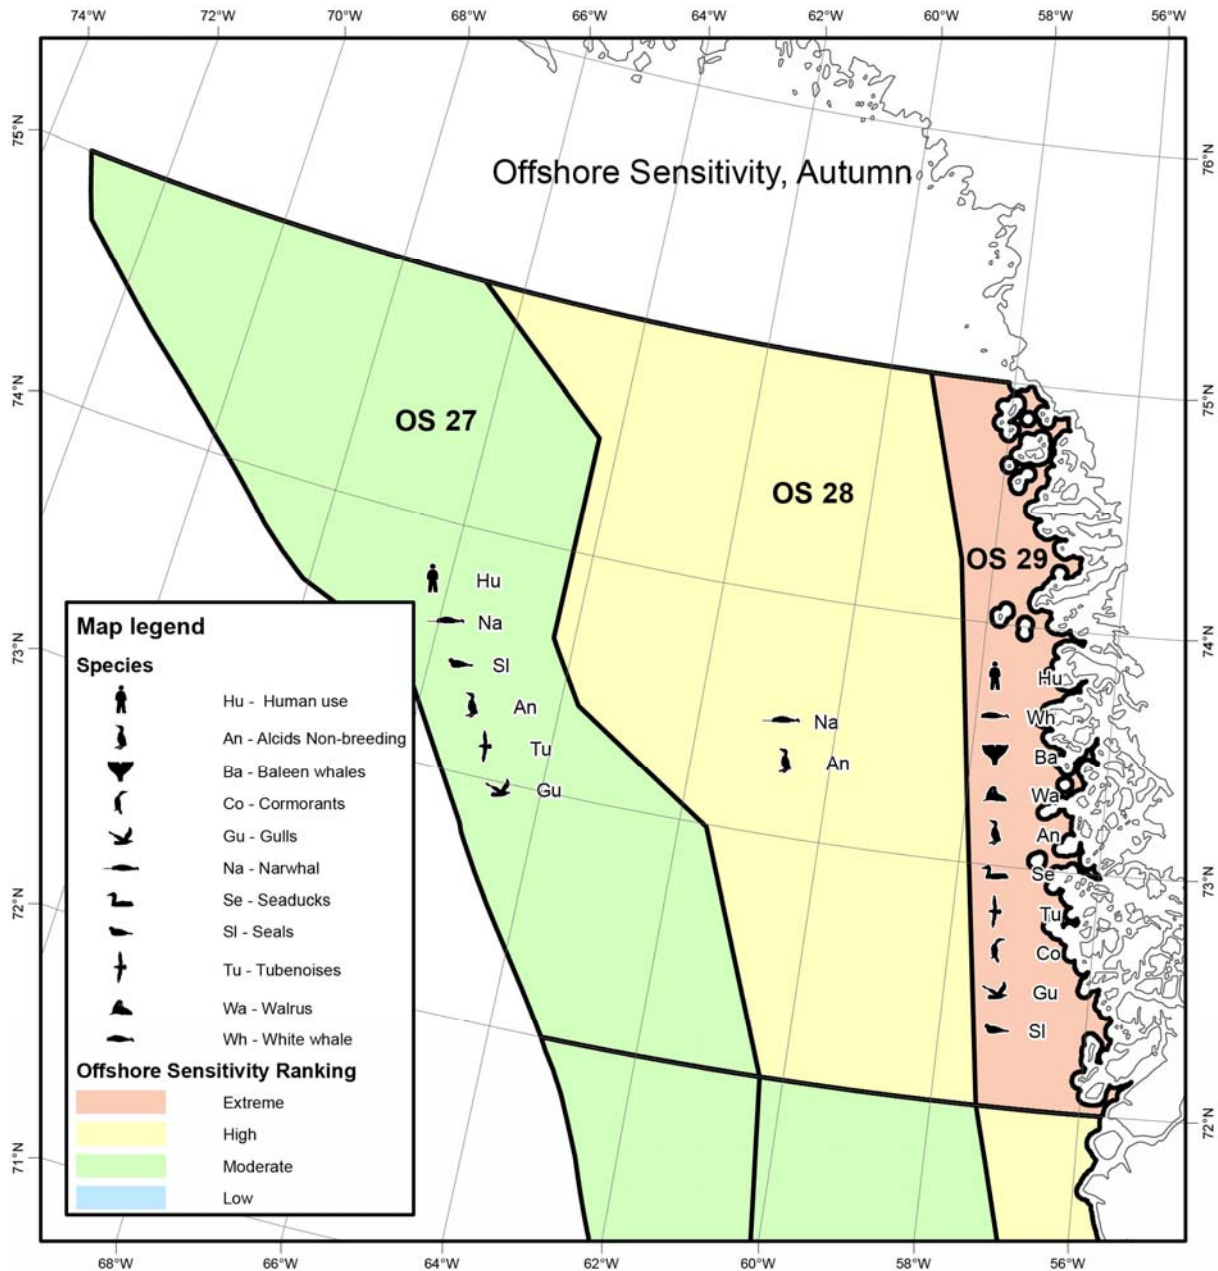 74°W 72°W 70°W 68°W 66°W 64°W 62°W 60°W 58°W 56°W
75°N
76°N
Offshore Sensitivity, Autumn
74°N
75°N
OS 27
OS 28
OS 29
73°N
74°N
Hu
Na
Sl
An
Tu
Gu
Na
An
Hu
Wh
Ba
Wa
An
Se
Tu
Co
Gu
Sl
72°N
73°N
71°N
72°N
Map legend
Species
Hu - Human use
An - Alcids Non-breeding
Ba - Baleen whales
Co - Cormorants
Gu - Gulls
Na - Narwhal
Se - Seaducks
Sl - Seals
Tu - Tubenoises
Wa - Walrus
Wh - White whale
Offshore Sensitivity Ranking
Extreme
High
Moderate
Low
68°W 66°W 64°W 62°W 60°W 58°W 56°W